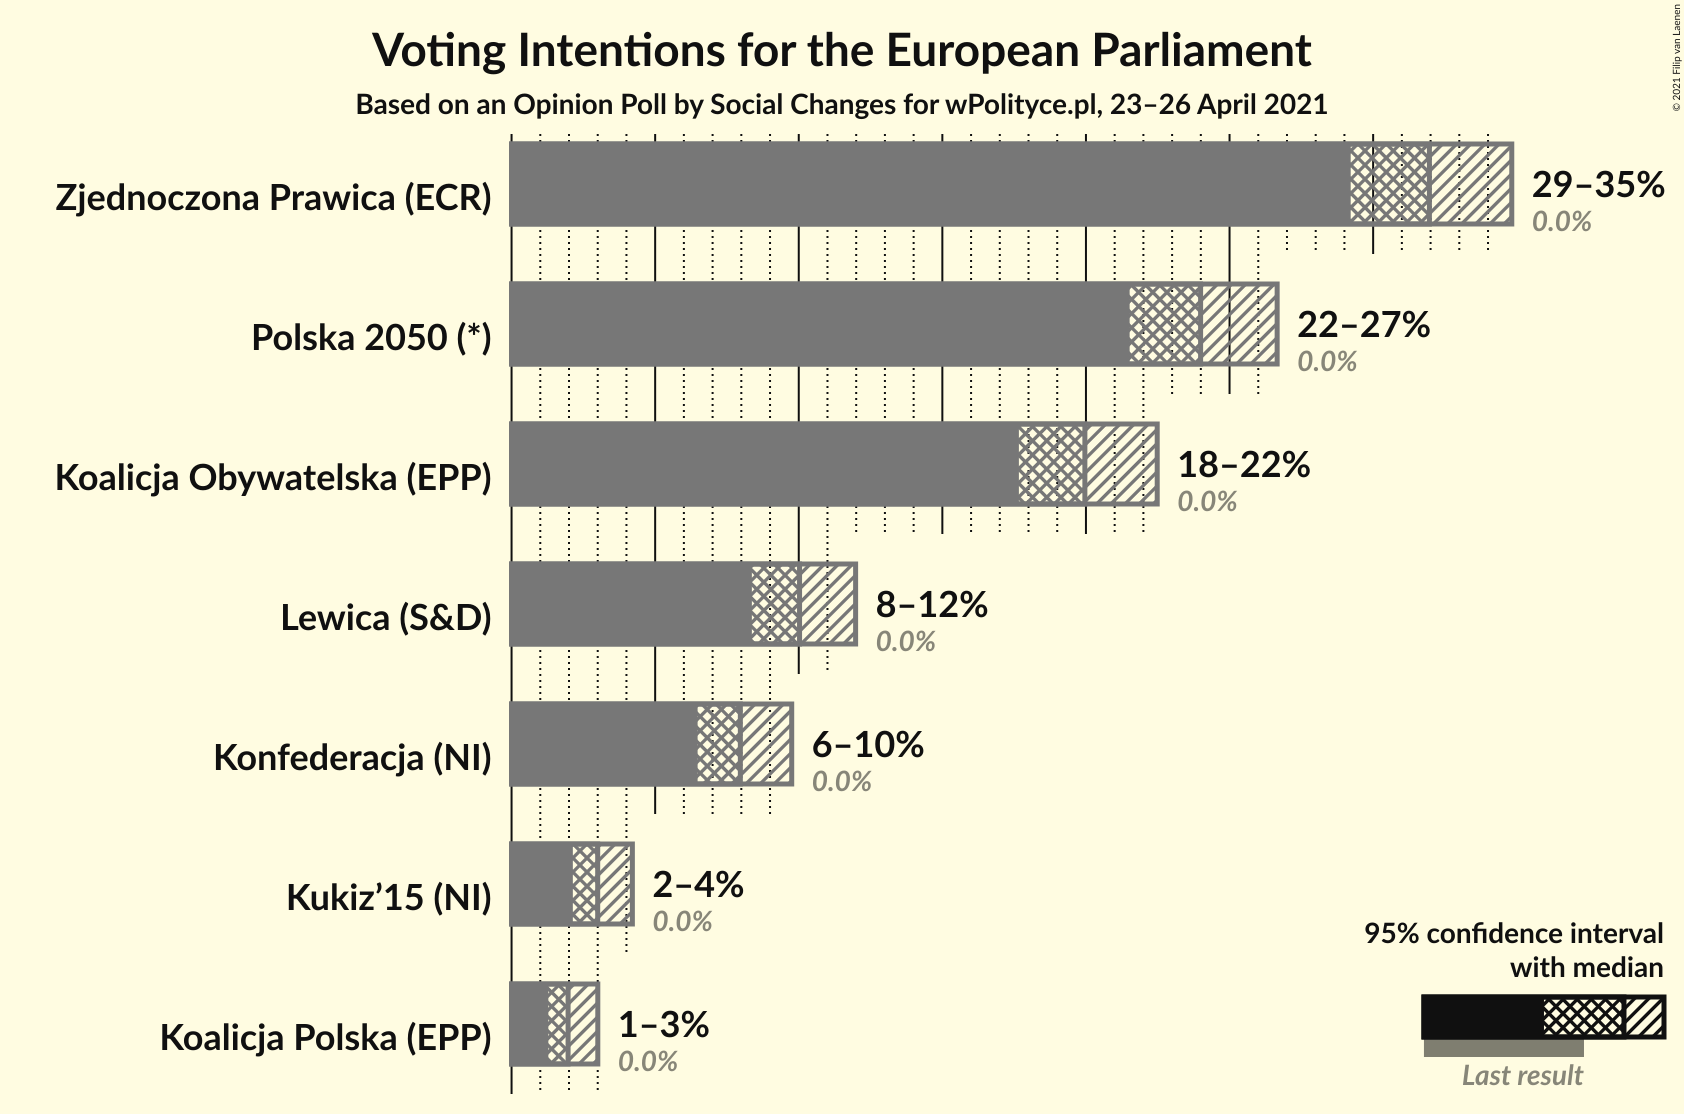 Voting Intentions for the European Parliament
Based on an Opinion Poll by Social Changes for wPolityce.pl, 23–26 April 2021
© 2021 Filip van Laenen
Zjednoczona Prawica (ECR)
29–35%
0.0%
Polska 2050 (*)
22–27%
0.0%
Koalicja Obywatelska (EPP)
18–22%
0.0%
Lewica (S&D)
8–12%
0.0%
Konfederacja (NI)
6–10%
0.0%
Kukiz’15 (NI)
2–4%
0.0%
Koalicja Polska (EPP)
1–3%
0.0%
95% confidence interval
with median
Last result